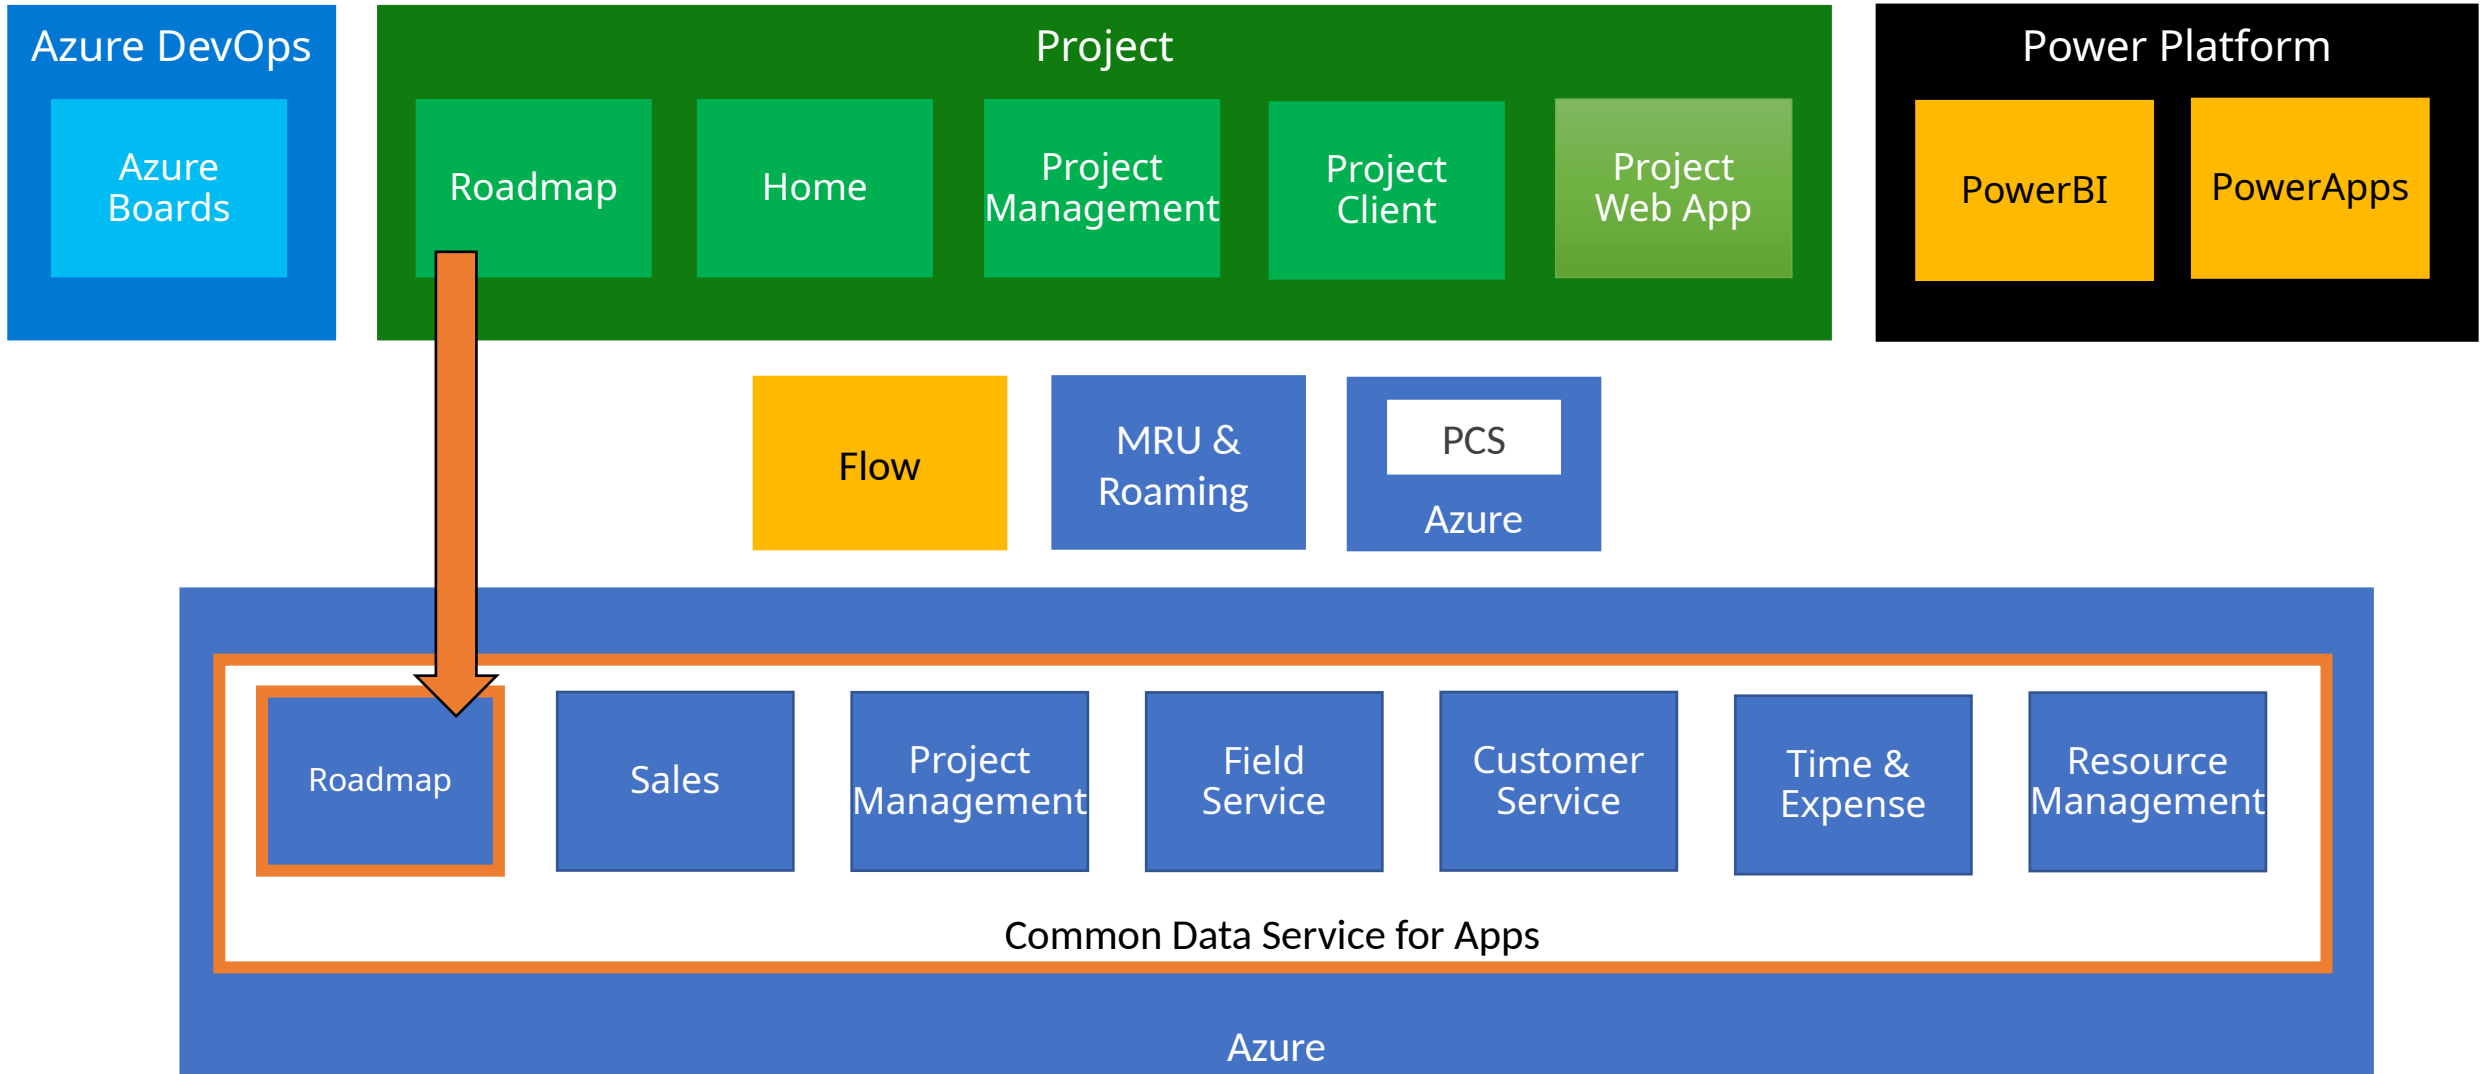 Azure DevOps
Azure
Boards
Project
Roadmap
Home
Project
Management
Project
Client
Project
Web App
Power Platform
PowerBI
PowerApps
Flow
MRU &
Roaming
PCS
Azure
Roadmap
Sales
Project
Management
Field
Service
Customer
Service
Time &
Expense
Resource
Management
Common Data Service for Apps
Azure